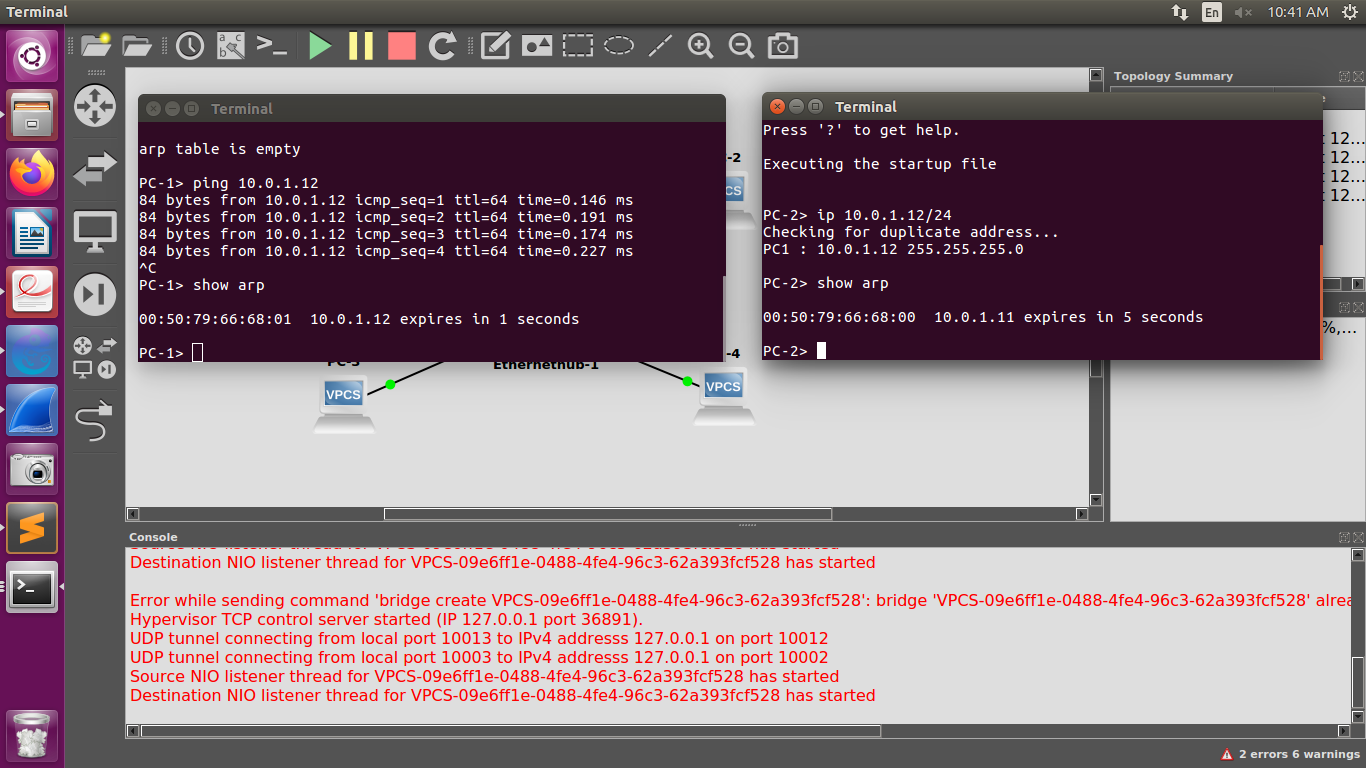 Terminal
En
10:41 AM
Topology Summary
Terminal
arp table is empty
PC-1> ping 10.0.1.12
84 bytes from 10.0.1.12 icmp_seq=1 ttl=64 time=0.146 ms
84 bytes from 10.0.1.12 icmp_seq=2 ttl=64 time=0.191 ms
84 bytes from 10.0.1.12 icmp_seq=3 ttl=64 time=0.174 ms
84 bytes from 10.0.1.12 icmp_seq=4 ttl=64 time=0.227 ms
^C
PC-1> show arp
00:50:79:66:68:01  10.0.1.12 expires in 1 seconds
PC-1>
-2
CS
Terminal
Press '?' to get help.
Executing the startup file
PC-2> ip 10.0.1.12/24
Checking for duplicate address...
PC1 : 10.0.1.12 255.255.255.0
PC-2> show arp
00:50:79:66:68:00  10.0.1.11 expires in 5 seconds
PC-2>
e
t 12...
t 12...
t 12...
t 12...
%,...
Ethernethub-1
-4
VPCS
VPCS
Console
Destination NIO listener thread for VPCS-09e6ff1e-0488-4fe4-96c3-62a393fcf528 has started
Error while sending command 'bridge create VPCS-09e6ff1e-0488-4fe4-96c3-62a393fcf528': bridge 'VPCS-09e6ff1e-0488-4fe4-96c3-62a393fcf528' alrea
Hypervisor TCP control server started (IP 127.0.0.1 port 36891).
UDP tunnel connecting from local port 10013 to IPv4 addresss 127.0.0.1 on port 10012
UDP tunnel connecting from local port 10003 to IPv4 addresss 127.0.0.1 on port 10002
Source NIO listener thread for VPCS-09e6ff1e-0488-4fe4-96c3-62a393fcf528 has started
Destination NIO listener thread for VPCS-09e6ff1e-0488-4fe4-96c3-62a393fcf528 has started
2 errors 6 warnings